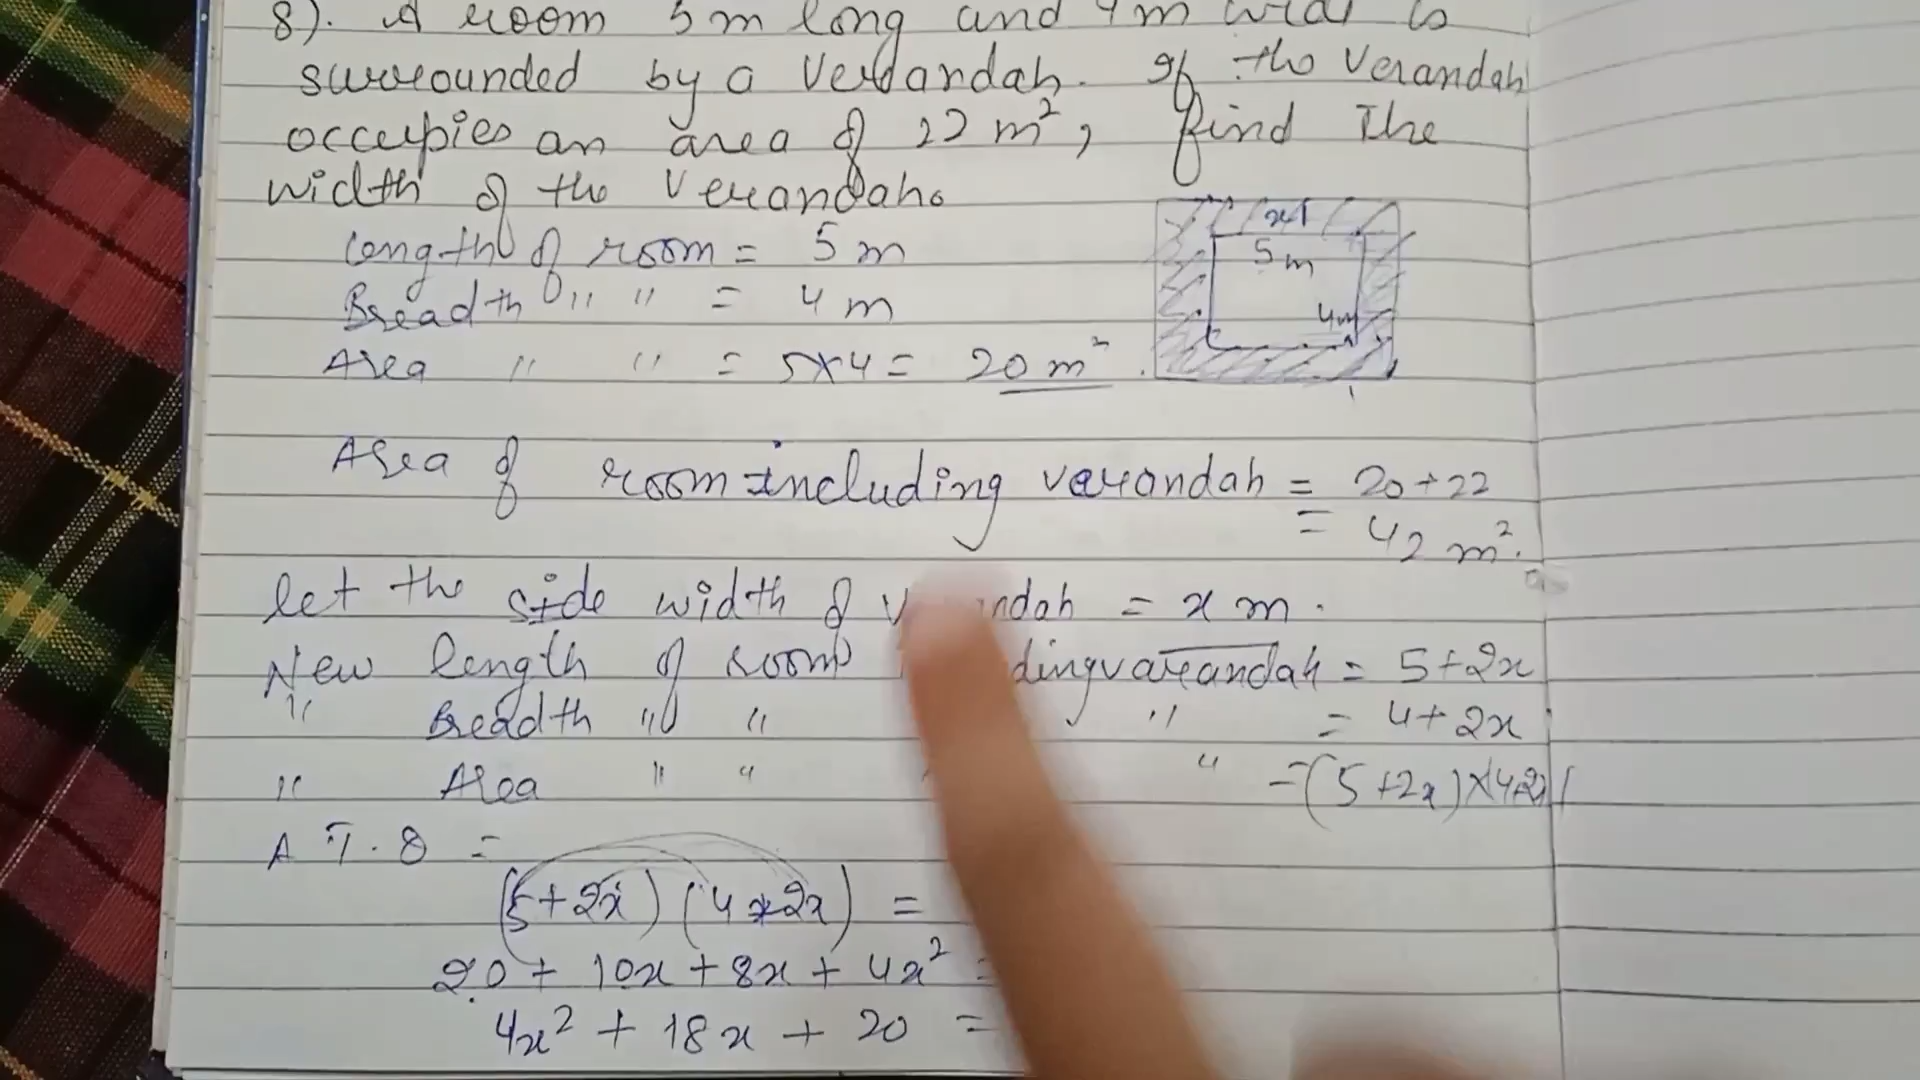 8). A room 5m long and 4m wide is
surrounded by a Verandah. If the Verandah
occupies an area of 22 m², find the
width of the Verandah.
x
5m
4m
Length of room = 5 m
Breadth " " = 4 m
Area " " = 5×4 = 20 m²
Area of room including verandah = 20+22
= 42 m².
let the side width of = x m.
New length of room = 5+2x
" Breadth " " " = 4+2x
" Area " " " =(5+2x)×(4+2x)
A.T.Q =
(5+2x) (4+2x) =
20 + 10x + 8x + 4x² =
4x² + 18x + 20 =